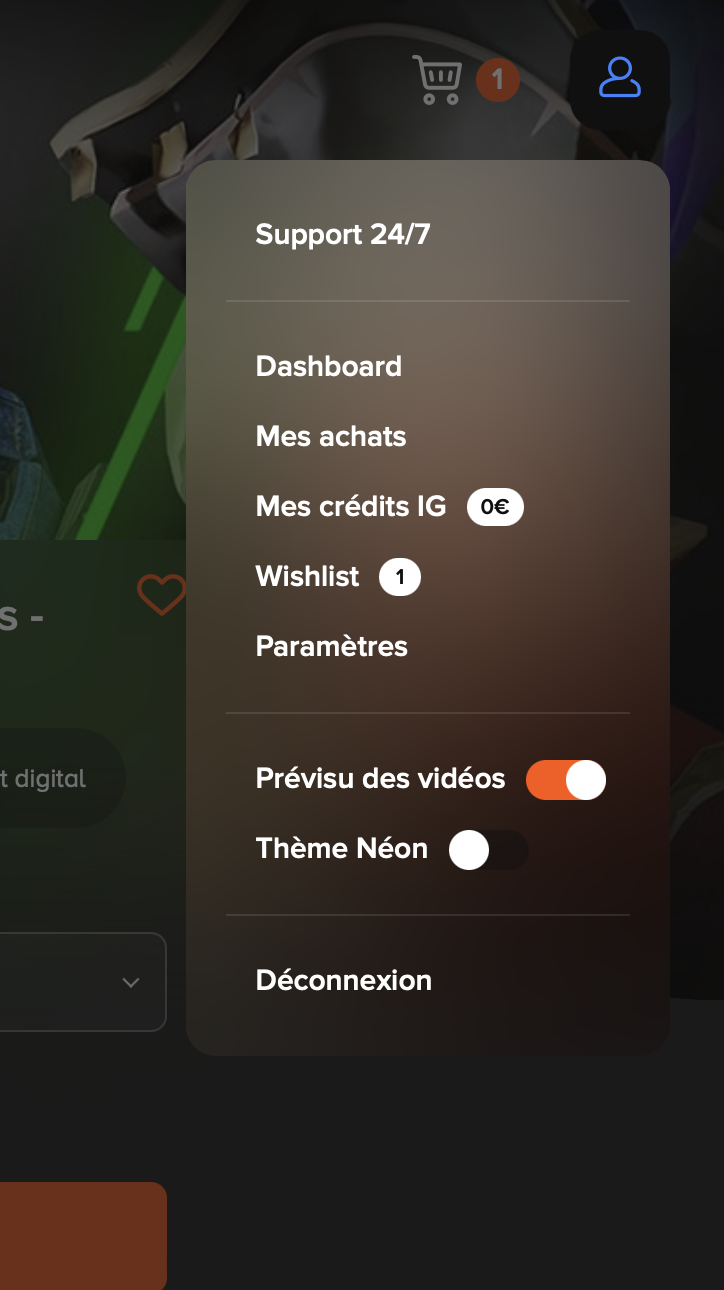 1
Support 24/7
Dashboard
Mes achats
Mes crédits IG 0€
Wishlist 1
s -
Paramètres
t digital
Prévisu des vidéos
Thème Néon
Déconnexion